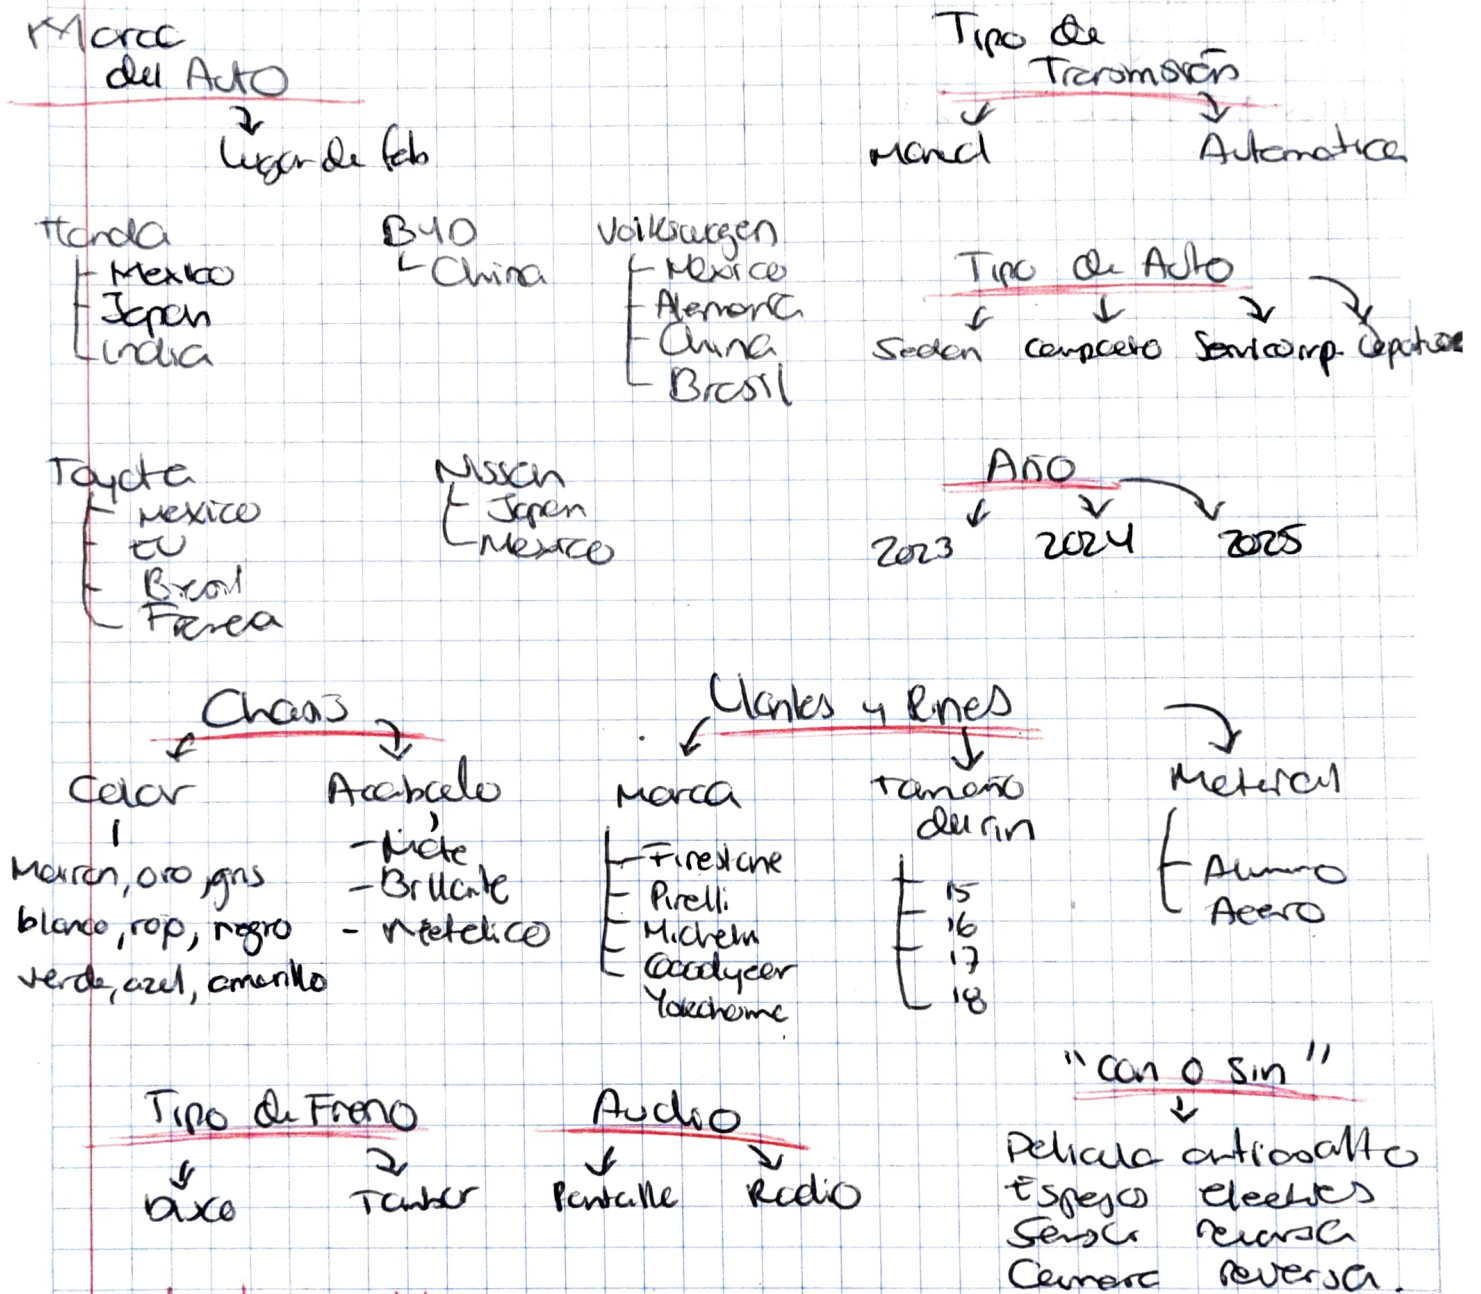 Marca
del Auto
Lugar de fab
Honda
Mexico
Japon
India
BYD
China
Volkswagen
Mexico
Alemania
China
Brasil
Toyota
Mexico
EU
Brasil
Nissan
Japon
Mexico
Tipo de
Transmisión
Manual
Automatica
Tipo de Auto
Sedan compacto Semicomp.
Año
2023 2024 2025
Chasis
Color
Marron, oro, gris
blanco, rojo, negro
verde, azul, amarillo
Acabado
- Mate
- Brillante
- Metalico
Llantas y Rines
Marca
Firestone
Pirelli
Michelin
Goodyear
Yokohama
Tamaño
del rin
15
16
17
18
Material
Aluminio
Acero
Tipo de Freno
Disco Tambor
Audio
Pantalla Radio
"Con o Sin"
Pelicula antiasalto
Espejos electricos
Sensor reversa
Camara reversa.